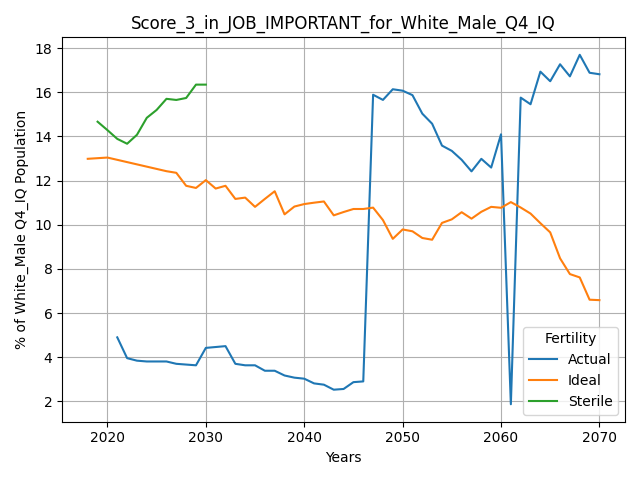 Score_3_in_JOB_IMPORTANT_for_White_Male_Q4_IQ
% of White_Male Q4_IQ Population
18
16
14
12
10
8
6
4
2
2020 2030 2040 2050 2060 2070
Years
Fertility
Actual
Ideal
Sterile